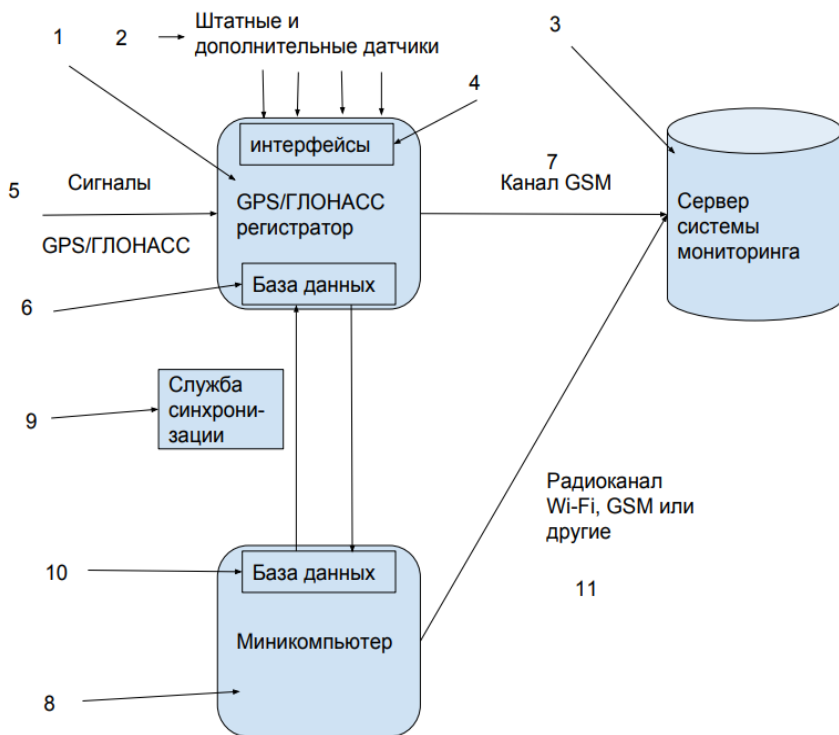 1
2
Штатные и
дополнительные датчики
3
4
интерфейсы
5
Сигналы
GPS/ГЛОНАСС
GPS/ГЛОНАСС
регистратор
7
Канал GSM
Сервер
системы
мониторинга
6
База данных
9
Служба
синхрони-
зации
Радиоканал
Wi-Fi, GSM или
другие
11
10
База данных
Миникомпьютер
8